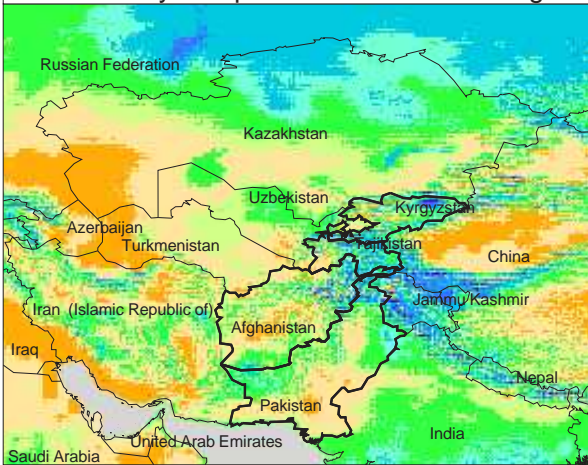 Russian Federation
Kazakhstan
Uzbekistan
Kyrgyzstan
Azerbaijan
Turkmenistan
Tajikistan
China
Iran (Islamic Republic of)
Jammu Kashmir
Afghanistan
Iraq
Nepal
Pakistan
India
United Arab Emirates
Saudi Arabia